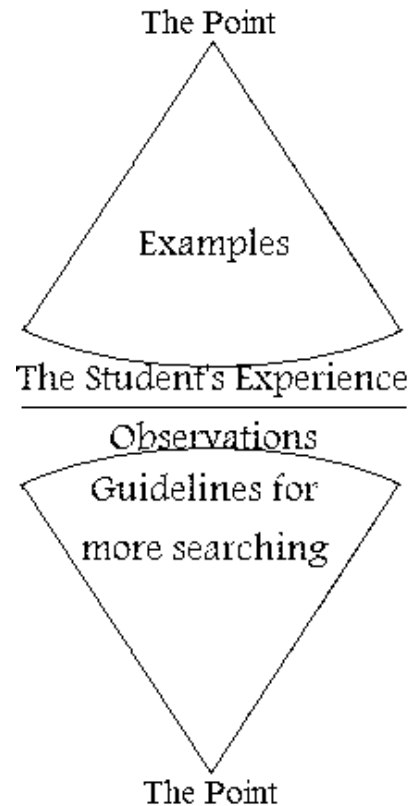 The Point
Examples
The Student's Experience
Observations
Guidelines for
more searching
The Point